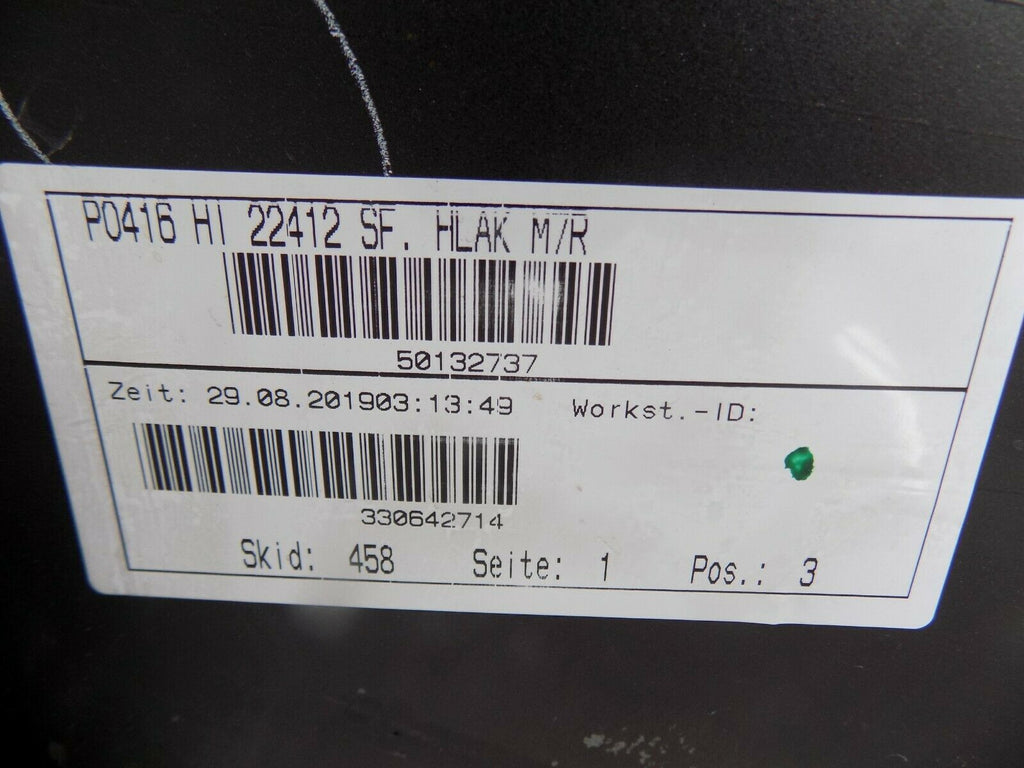 P0416 HI 22412 SF. HLAK M/R
50132737
Zeit: 29.08.201903:13:49 Workst.-ID:
330642714
Skid: 458 Seite: 1 Pos.: 3